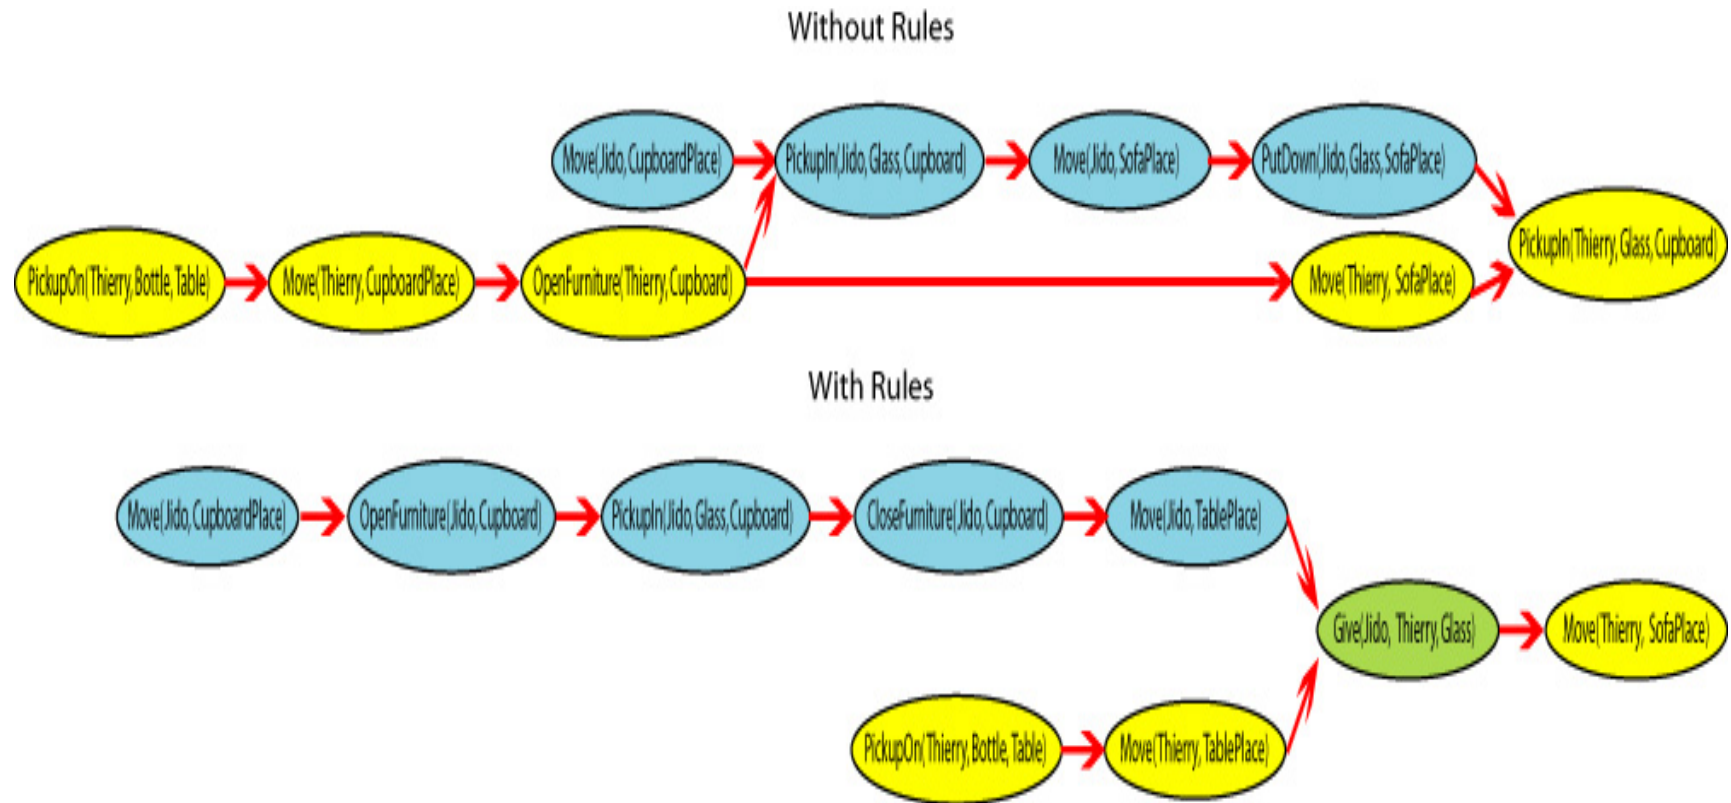 Without Rules
Move(Jido, CupboardPlace)
PickupIn(Jido, Glass, Cupboard)
Move(Jido, SofaPlace)
PutDown(Jido, Glass, SofaPlace)
PickupIn(Thierry, Glass, Cupboard)
PickupOn(Thierry, Bottle, Table)
Move(Thierry, CupboardPlace)
OpenFurniture(Thierry, Cupboard)
Move(Thierry, SofaPlace)
With Rules
Move(Jido, CupboardPlace)
OpenFurniture(Jido, Cupboard)
PickupIn(Jido, Glass, Cupboard)
CloseFurniture(Jido, Cupboard)
Move(Jido, TablePlace)
Give(Jido, Thierry, Glass)
Move(Thierry, SofaPlace)
PickupOn(Thierry, Bottle, Table)
Move(Thierry, TablePlace)